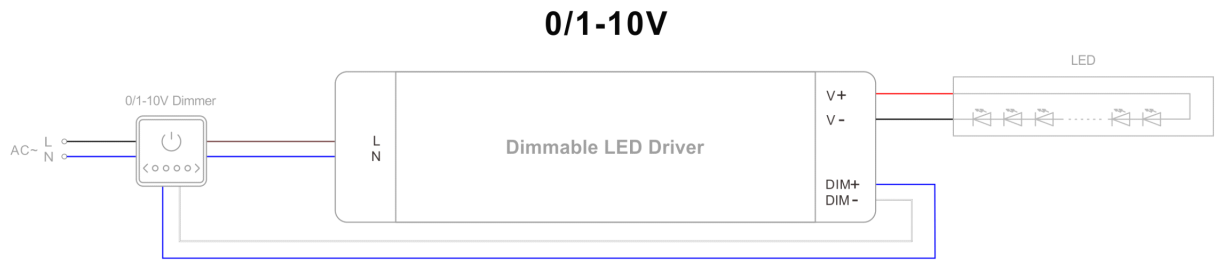 0/1-10V
LED
0/1-10V Dimmer
V+
V-
AC~ L
N
L
N
Dimmable LED Driver
DIM+
DIM-